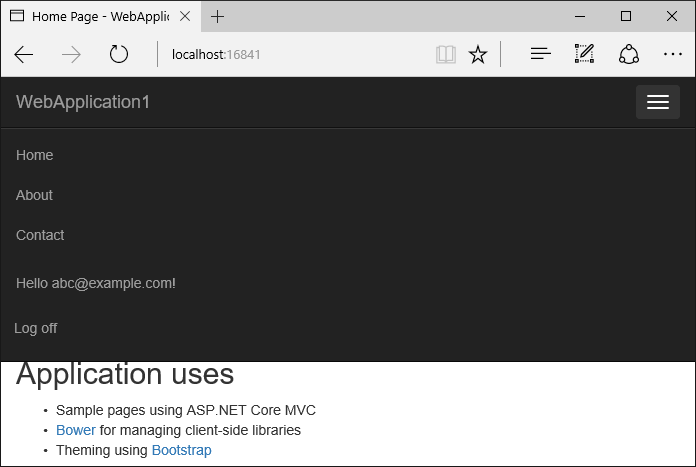 Home Page - WebApplic
localhost:16841
WebApplication1
Home
About
Contact
Hello abc@example.com!
Log off
Application uses
• Sample pages using ASP.NET Core MVC
• Bower for managing client-side libraries
• Theming using Bootstrap